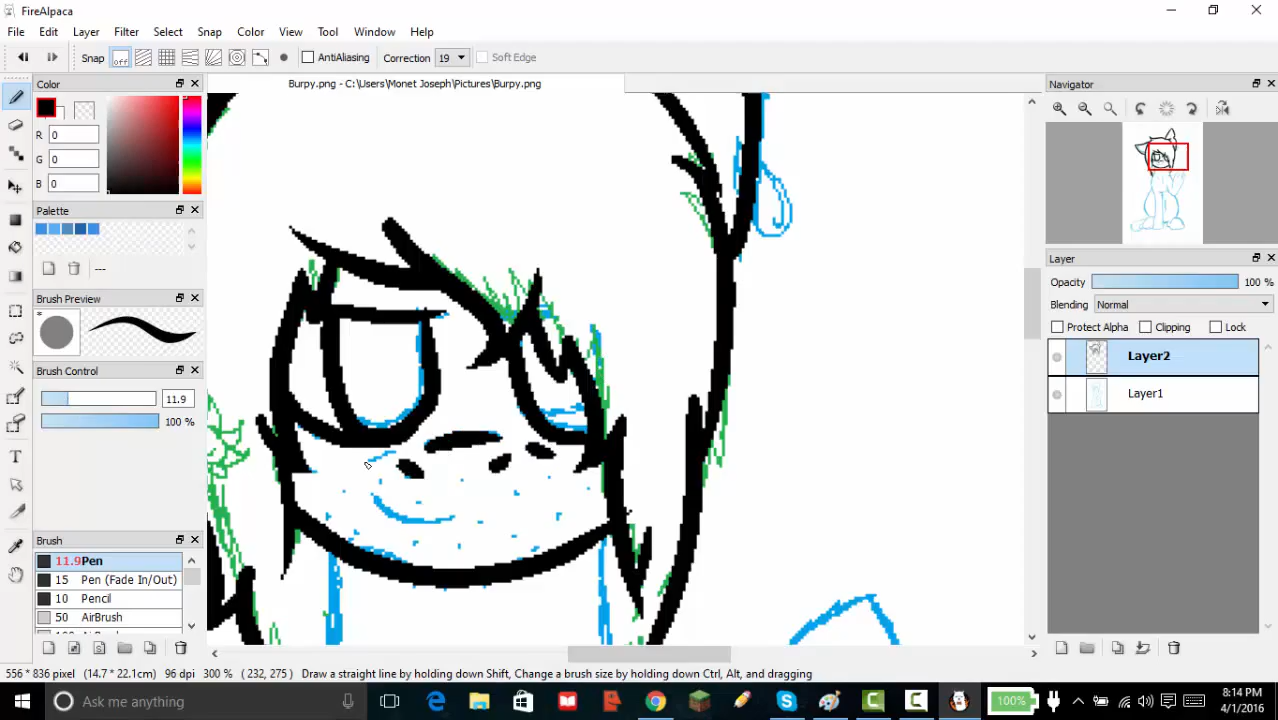 FireAlpaca
File Edit Layer Filter Select Snap Color View Tool Window Help
Snap off AntiAliasing Correction 19 Soft Edge
Color
Burpy.png - C:\Users\Monet Joseph\Pictures\Burpy.png
Navigator
R 0
G 0
B 0
Palette
---
Brush Preview
*
Brush Control
11.9
100 %
Layer
Opacity 100 %
Blending Normal
Protect Alpha Clipping Lock
Layer2
Layer1
Brush
11.9 Pen
15 Pen (Fade In/Out)
10 Pencil
50 AirBrush
556 * 836 pixel (14.7 * 22.1cm) 96 dpi 300 % (232, 275) Draw a straight line by holding down Shift, Change a brush size by holding down Ctrl, Alt, and dragging
Ask me anything
100%
8:14 PM
4/1/2016